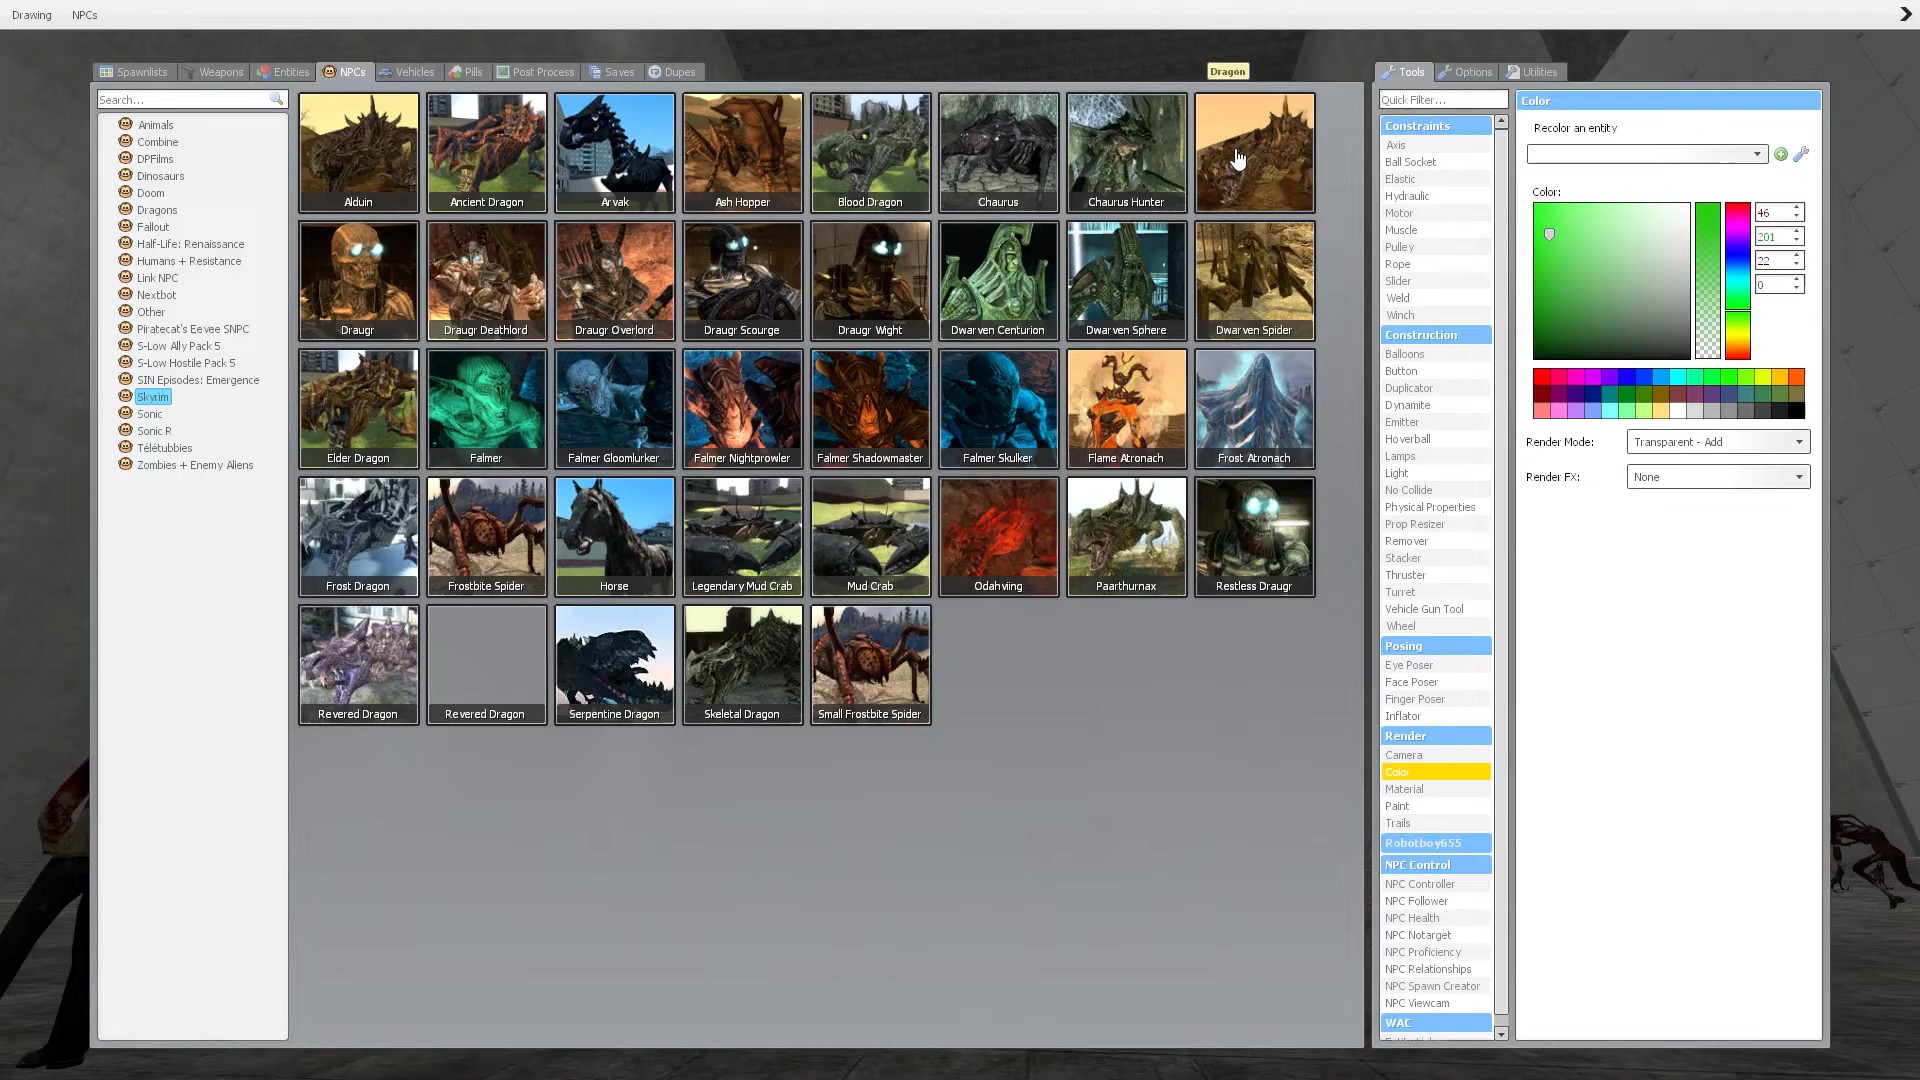 Drawing NPCs
Spawnlists Weapons Entities NPCs Vehicles Pills Post Process Saves Dupes
Dragon
Tools Options Utilities
Search...
Animals
Combine
DPFilms
Dinosaurs
Doom
Dragons
Fallout
Half-Life: Renaissance
Humans + Resistance
Link NPC
Nextbot
Other
Piratecat's Eevee SNPC
S-Low Ally Pack 5
S-Low Hostile Pack 5
SIN Episodes: Emergence
Skyrim
Sonic
Sonic R
Télétubbies
Zombies + Enemy Aliens
Alduin Ancient Dragon Arvak Ash Hopper Blood Dragon Chaurus Chaurus Hunter
Draugr Draugr Deathlord Draugr Overlord Draugr Scourge Draugr Wight Dwarven Centurion Dwarven Sphere Dwarven Spider
Elder Dragon Falmer Falmer Gloomlurker Falmer Nightprowler Falmer Shadowmaster Falmer Skulker Flame Atronach Frost Atronach
Frost Dragon Frostbite Spider Horse Legendary Mud Crab Mud Crab Odahviing Paarthurnax Restless Draugr
Revered Dragon Revered Dragon Serpentine Dragon Skeletal Dragon Small Frostbite Spider
Quick Filter...
Constraints
Axis
Ball Socket
Elastic
Hydraulic
Motor
Muscle
Pulley
Rope
Slider
Weld
Winch
Construction
Balloons
Button
Duplicator
Dynamite
Emitter
Hoverball
Lamps
Light
No Collide
Physical Properties
Prop Resizer
Remover
Stacker
Thruster
Turret
Vehicle Gun Tool
Wheel
Posing
Eye Poser
Face Poser
Finger Poser
Inflator
Render
Camera
Color
Material
Paint
Trails
Robotboy655
NPC Control
NPC Controller
NPC Follower
NPC Health
NPC Notarget
NPC Proficiency
NPC Relationships
NPC Spawn Creator
NPC Viewcam
WAC
Color
Recolor an entity
Color:
46
201
22
0
Render Mode: Transparent - Add
Render FX: None